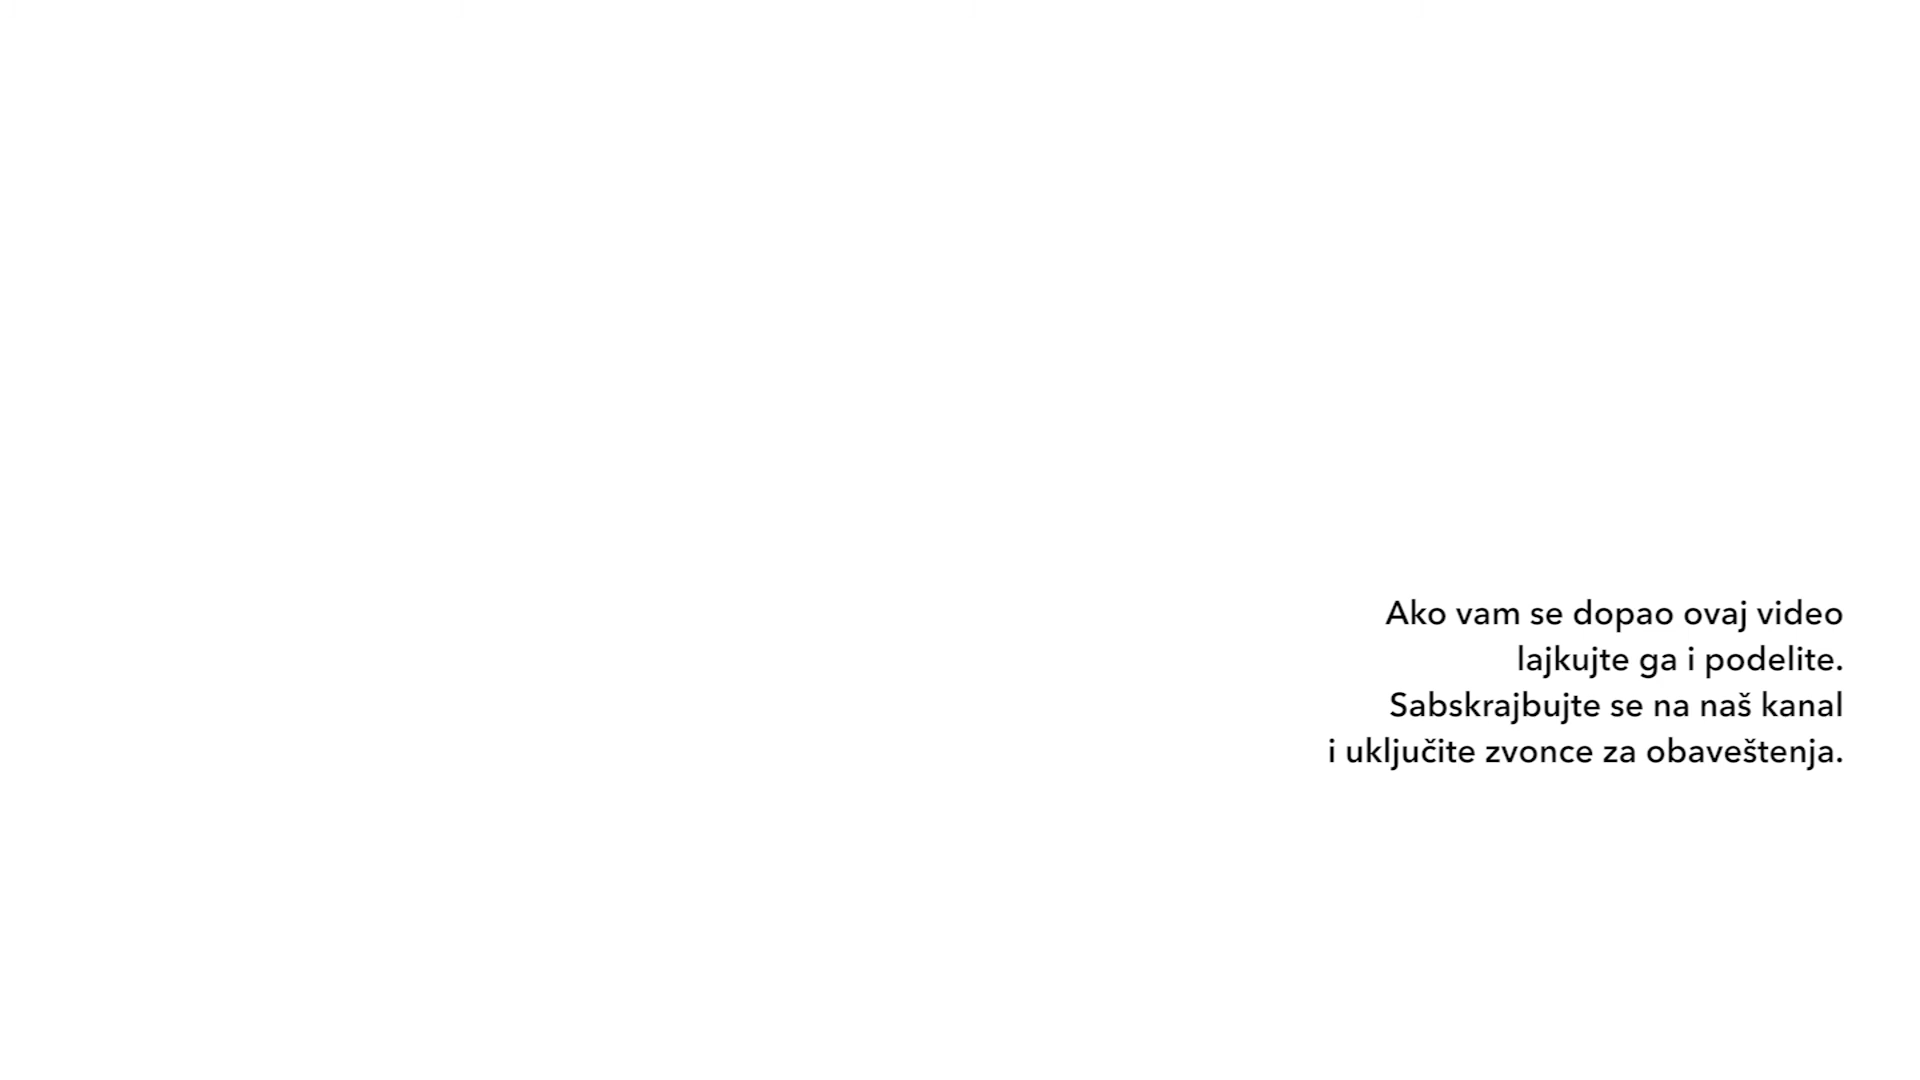 Ako vam se dopao ovaj video
lajkujte ga i podelite.
Sabskrajbujte se na naš kanal
i uključite zvonce za obaveštenja.